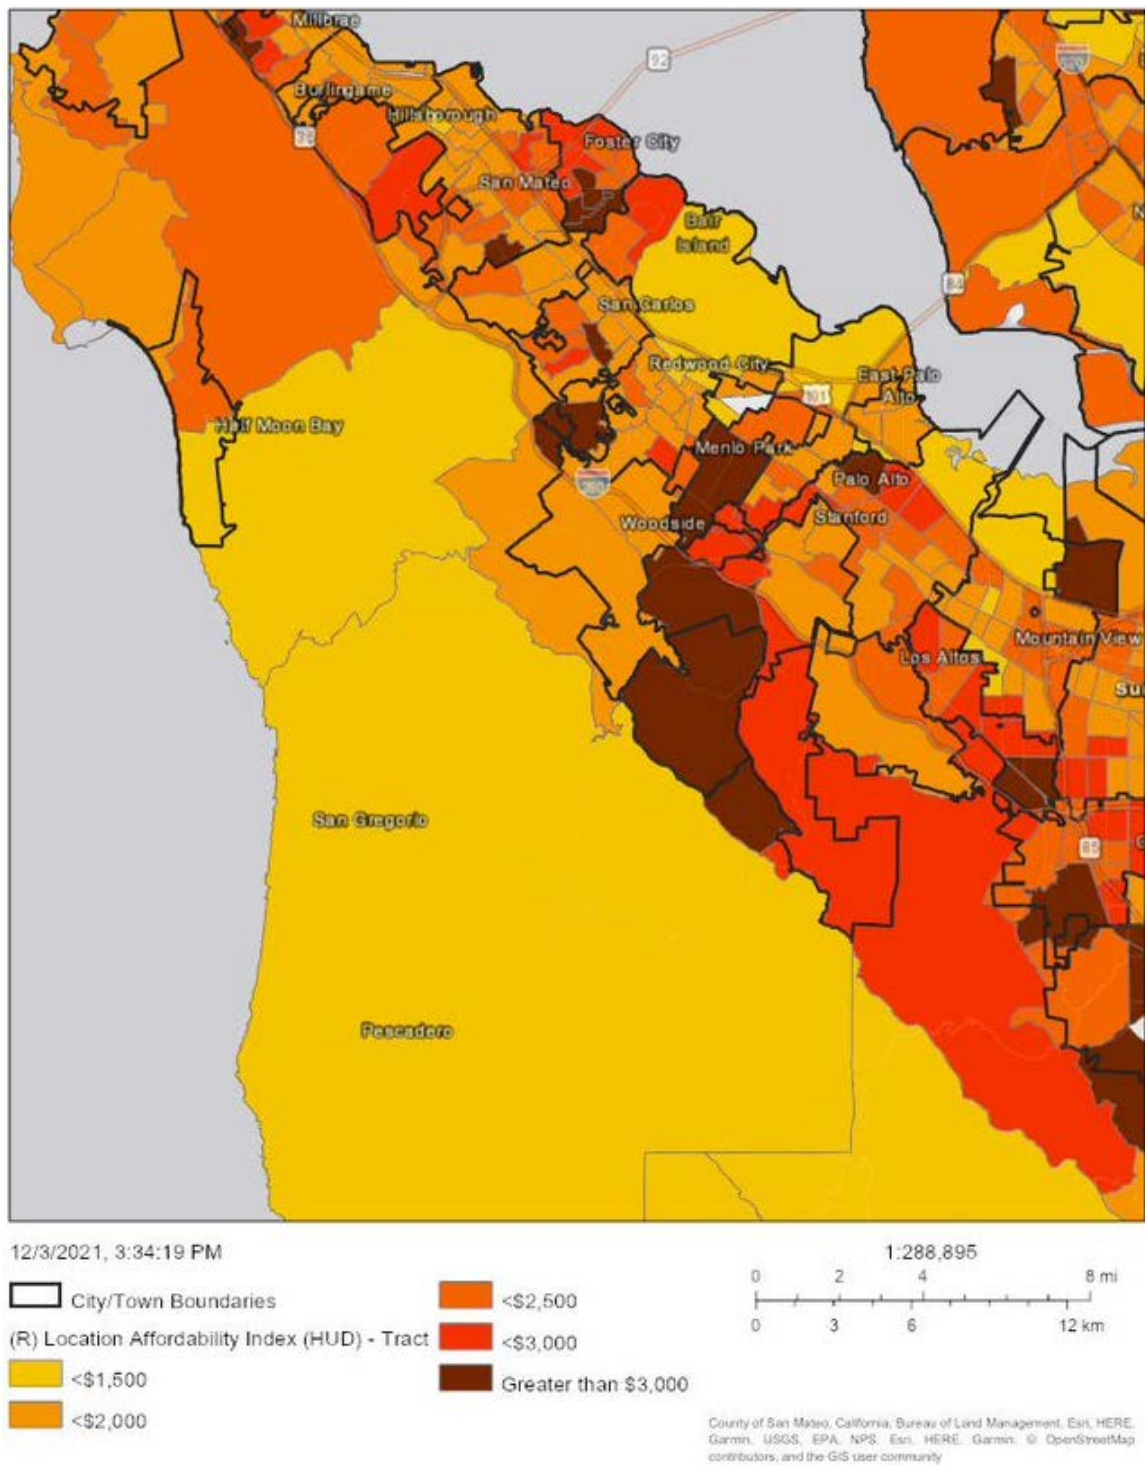 Millbrae
92
Burlingame
Hillsborough
35
Foster City
San Mateo
Bair
Island
84
San Carlos
Redwood City
East Palo
Alto
101
Half Moon Bay
Menlo Park
Palo Alto
280
Woodside
Stanford
Mountain View
Los Altos
Su
San Gregorio
85
Pescadero
12/3/2021, 3:34:19 PM
1:288,895
City/Town Boundaries
(R) Location Affordability Index (HUD) - Tract
<$1,500
<$2,000
<$2,500
<$3,000
Greater than $3,000
0 2 4 8 mi
0 3 6 12 km
County of San Mateo, California, Bureau of Land Management, Esri, HERE,
Garmin, USGS, EPA, NPS, Esri, HERE, Garmin, © OpenStreetMap
contributors, and the GIS user community